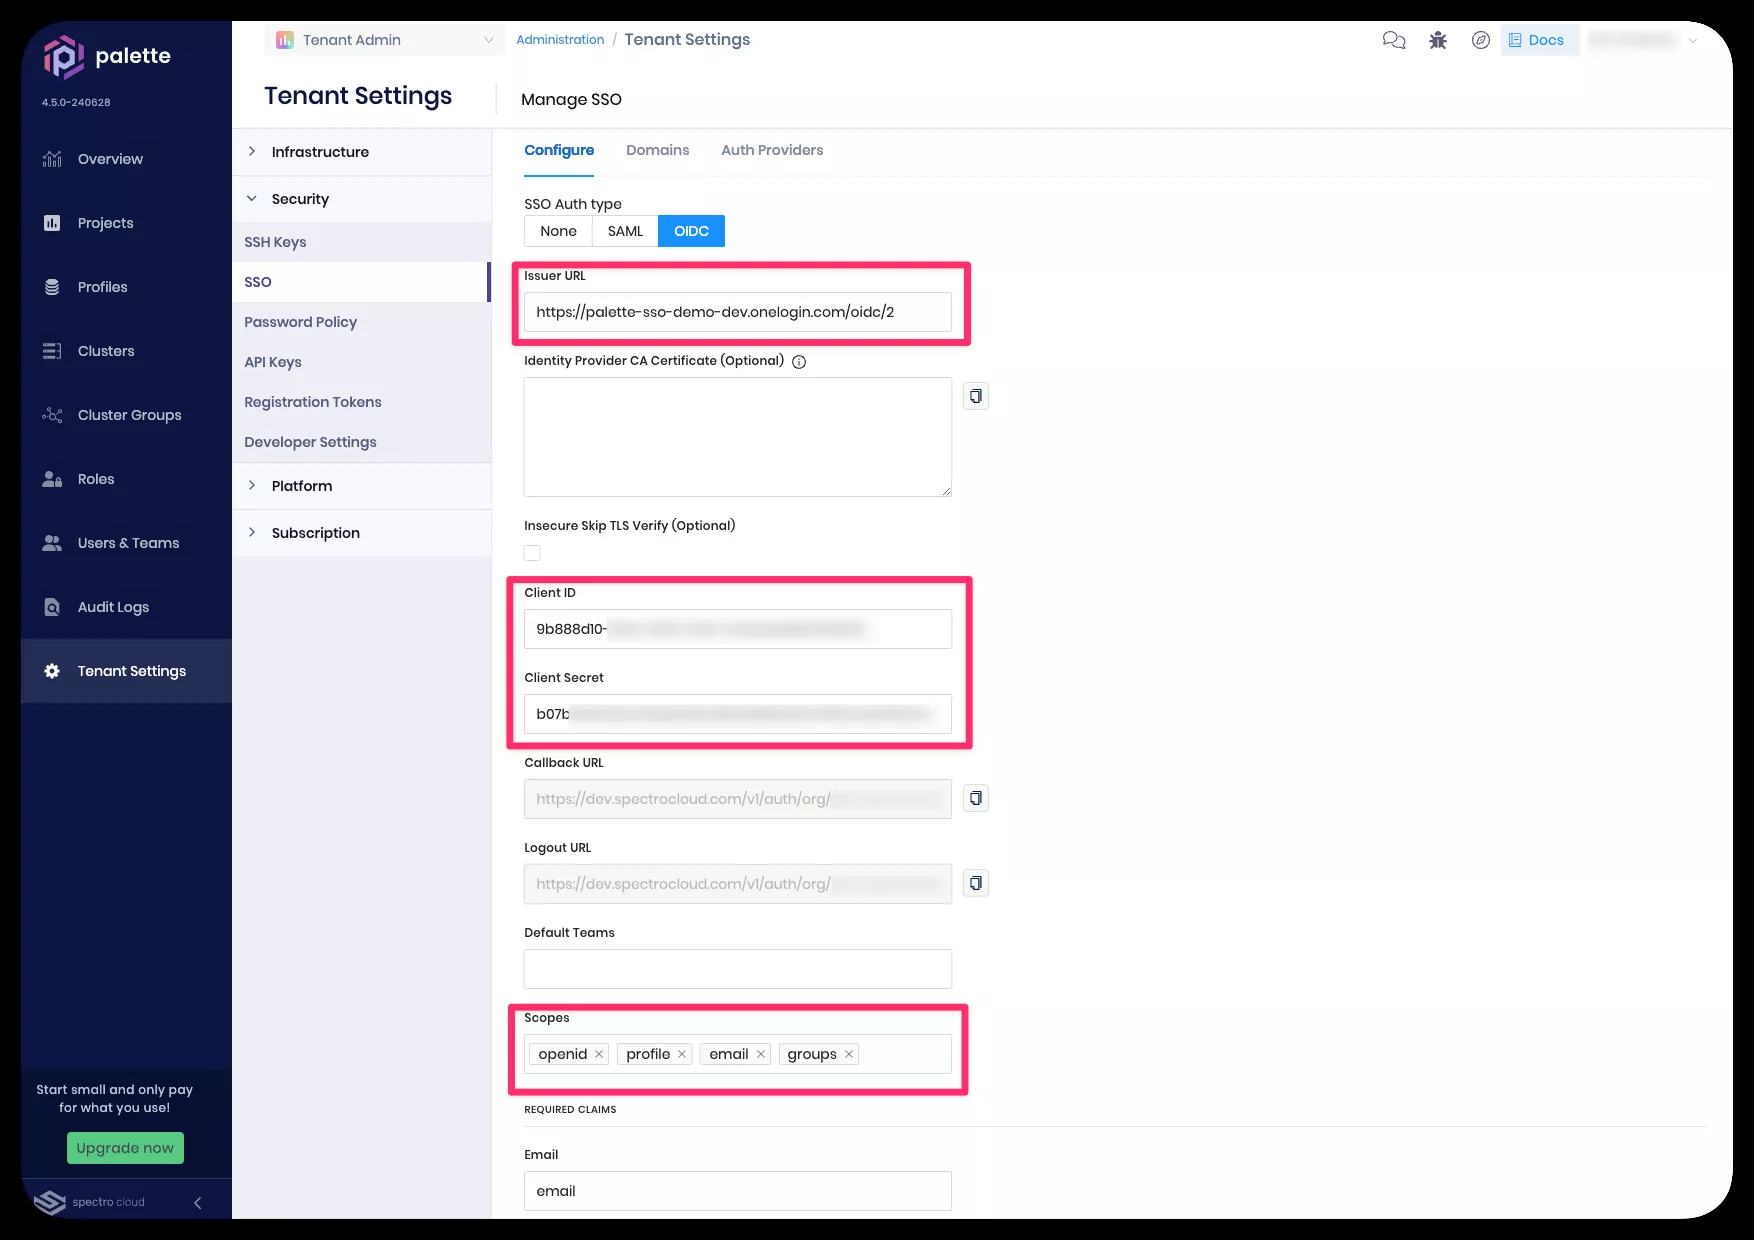 palette
4.5.0-240628
Overview
Projects
Profiles
Clusters
Cluster Groups
Roles
Users & Teams
Audit Logs
Tenant Settings
Start small and only pay
for what you use!
Upgrade now
spectro cloud
Tenant Admin
Administration / Tenant Settings
Docs
Tenant Settings
Manage SSO
Infrastructure
Security
SSH Keys
SSO
Password Policy
API Keys
Registration Tokens
Developer Settings
Platform
Subscription
Configure Domains Auth Providers
SSO Auth type
None SAML OIDC
Issuer URL
https://palette-sso-demo-dev.onelogin.com/oidc/2
Identity Provider CA Certificate (Optional)
Insecure Skip TLS Verify (Optional)
Client ID
9b888d10-
Client Secret
b07b
Callback URL
https://dev.spectrocloud.com/v1/auth/org/
Logout URL
https://dev.spectrocloud.com/v1/auth/org/
Default Teams
Scopes
openid profile email groups
REQUIRED CLAIMS
Email
email